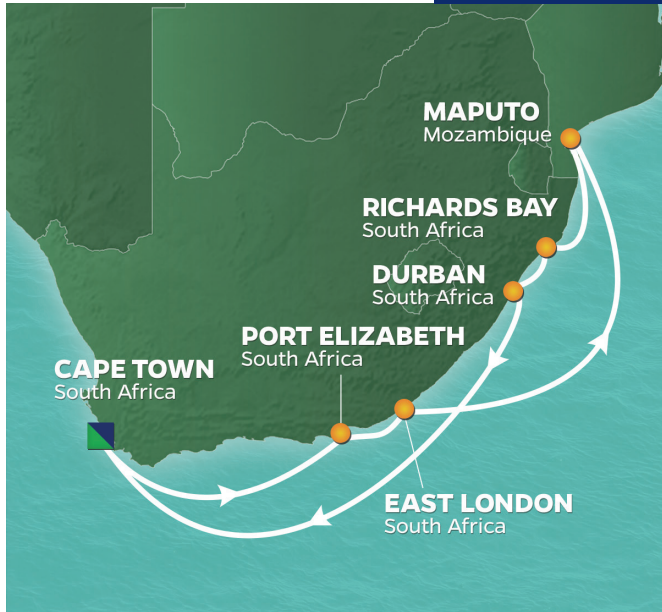 MAPUTO
Mozambique
RICHARDS BAY
South Africa
DURBAN
South Africa
PORT ELIZABETH
South Africa
CAPE TOWN
South Africa
EAST LONDON
South Africa